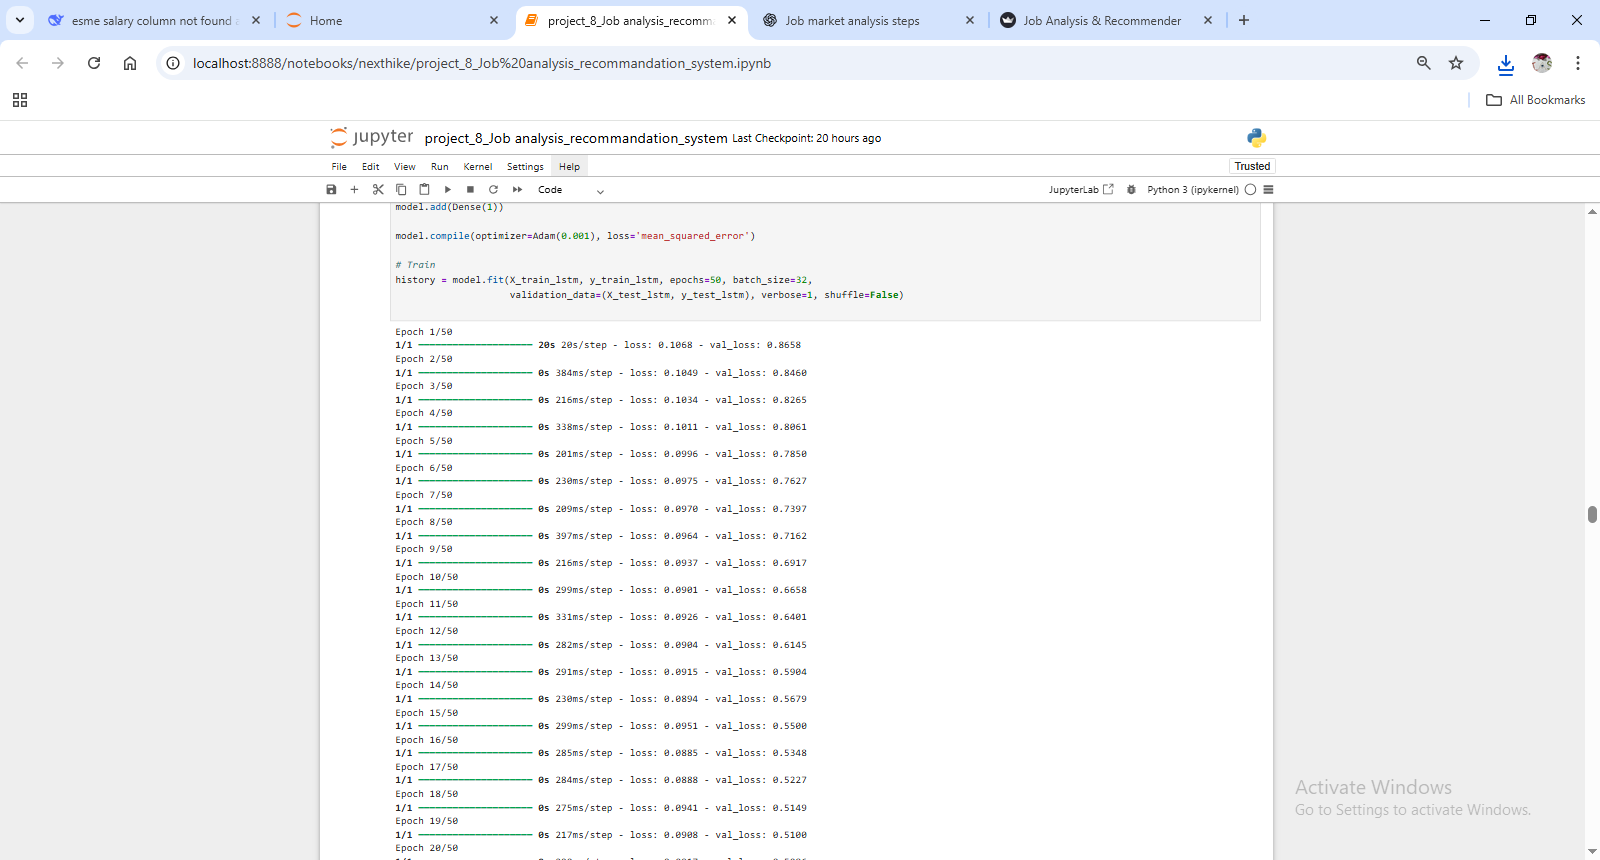 esme salary column not found
Home
project_8_Job analysis_recomm
Job market analysis steps
Job Analysis & Recommender
localhost:8888/notebooks/nexthike/project_8_Job%20analysis_recommandation_system.ipynb
All Bookmarks
jupyter project_8_Job analysis_recommandation_system Last Checkpoint: 20 hours ago
File Edit View Run Kernel Settings Help Trusted
Code JupyterLab Python 3 (ipykernel)
model.add(Dense(1))
model.compile(optimizer=Adam(0.001), loss='mean_squared_error')
# Train
history = model.fit(X_train_lstm, y_train_lstm, epochs=50, batch_size=32,
validation_data=(X_test_lstm, y_test_lstm), verbose=1, shuffle=False)
Epoch 1/50
1/1 20s 20s/step - loss: 0.1068 - val_loss: 0.8658
Epoch 2/50
1/1 0s 384ms/step - loss: 0.1049 - val_loss: 0.8460
Epoch 3/50
1/1 0s 216ms/step - loss: 0.1034 - val_loss: 0.8265
Epoch 4/50
1/1 0s 338ms/step - loss: 0.1011 - val_loss: 0.8061
Epoch 5/50
1/1 0s 201ms/step - loss: 0.0996 - val_loss: 0.7850
Epoch 6/50
1/1 0s 230ms/step - loss: 0.0975 - val_loss: 0.7627
Epoch 7/50
1/1 0s 209ms/step - loss: 0.0970 - val_loss: 0.7397
Epoch 8/50
1/1 0s 397ms/step - loss: 0.0964 - val_loss: 0.7162
Epoch 9/50
1/1 0s 216ms/step - loss: 0.0937 - val_loss: 0.6917
Epoch 10/50
1/1 0s 299ms/step - loss: 0.0901 - val_loss: 0.6658
Epoch 11/50
1/1 0s 331ms/step - loss: 0.0926 - val_loss: 0.6401
Epoch 12/50
1/1 0s 282ms/step - loss: 0.0904 - val_loss: 0.6145
Epoch 13/50
1/1 0s 291ms/step - loss: 0.0915 - val_loss: 0.5904
Epoch 14/50
1/1 0s 230ms/step - loss: 0.0894 - val_loss: 0.5679
Epoch 15/50
1/1 0s 299ms/step - loss: 0.0951 - val_loss: 0.5500
Epoch 16/50
1/1 0s 285ms/step - loss: 0.0885 - val_loss: 0.5348
Epoch 17/50
1/1 0s 284ms/step - loss: 0.0888 - val_loss: 0.5227
Epoch 18/50
1/1 0s 275ms/step - loss: 0.0941 - val_loss: 0.5149
Epoch 19/50
1/1 0s 217ms/step - loss: 0.0908 - val_loss: 0.5100
Epoch 20/50
Activate Windows
Go to Settings to activate Windows.